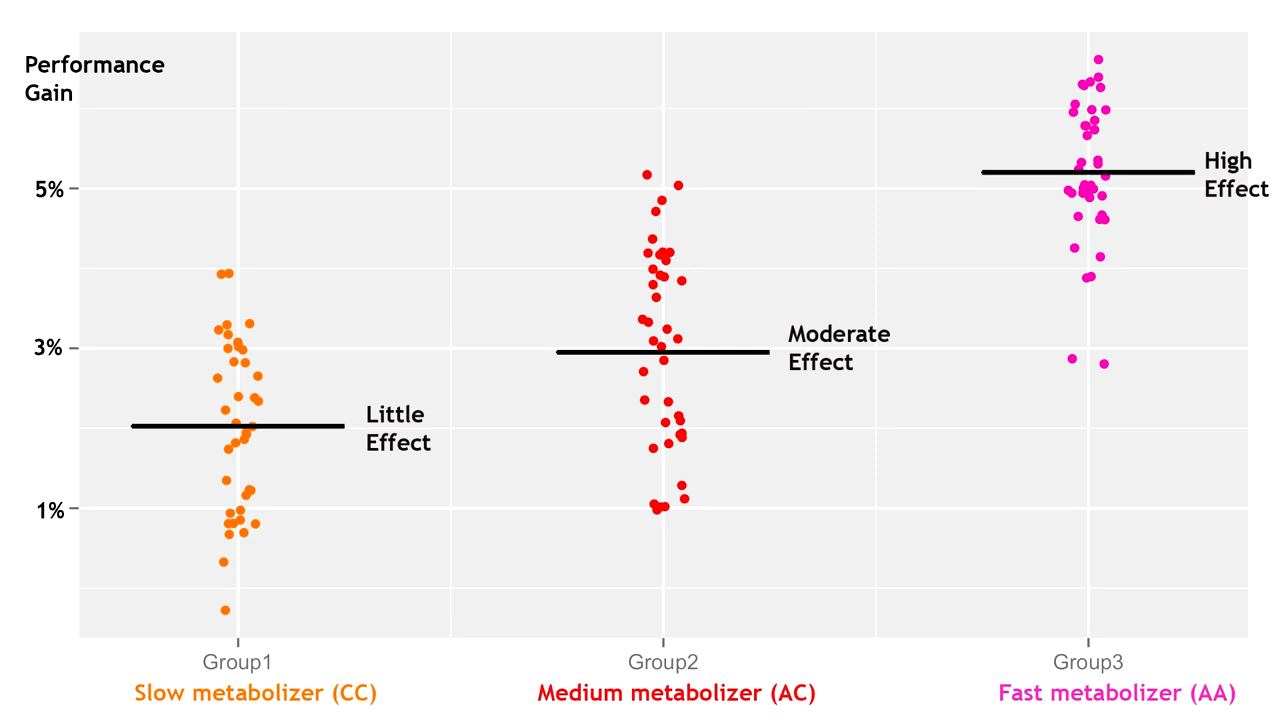 Performance
Gain
5%
3%
1%
High
Effect
Moderate
Effect
Little
Effect
Group1
Group2
Group3
Slow metabolizer (CC)
Medium metabolizer (AC)
Fast metabolizer (AA)